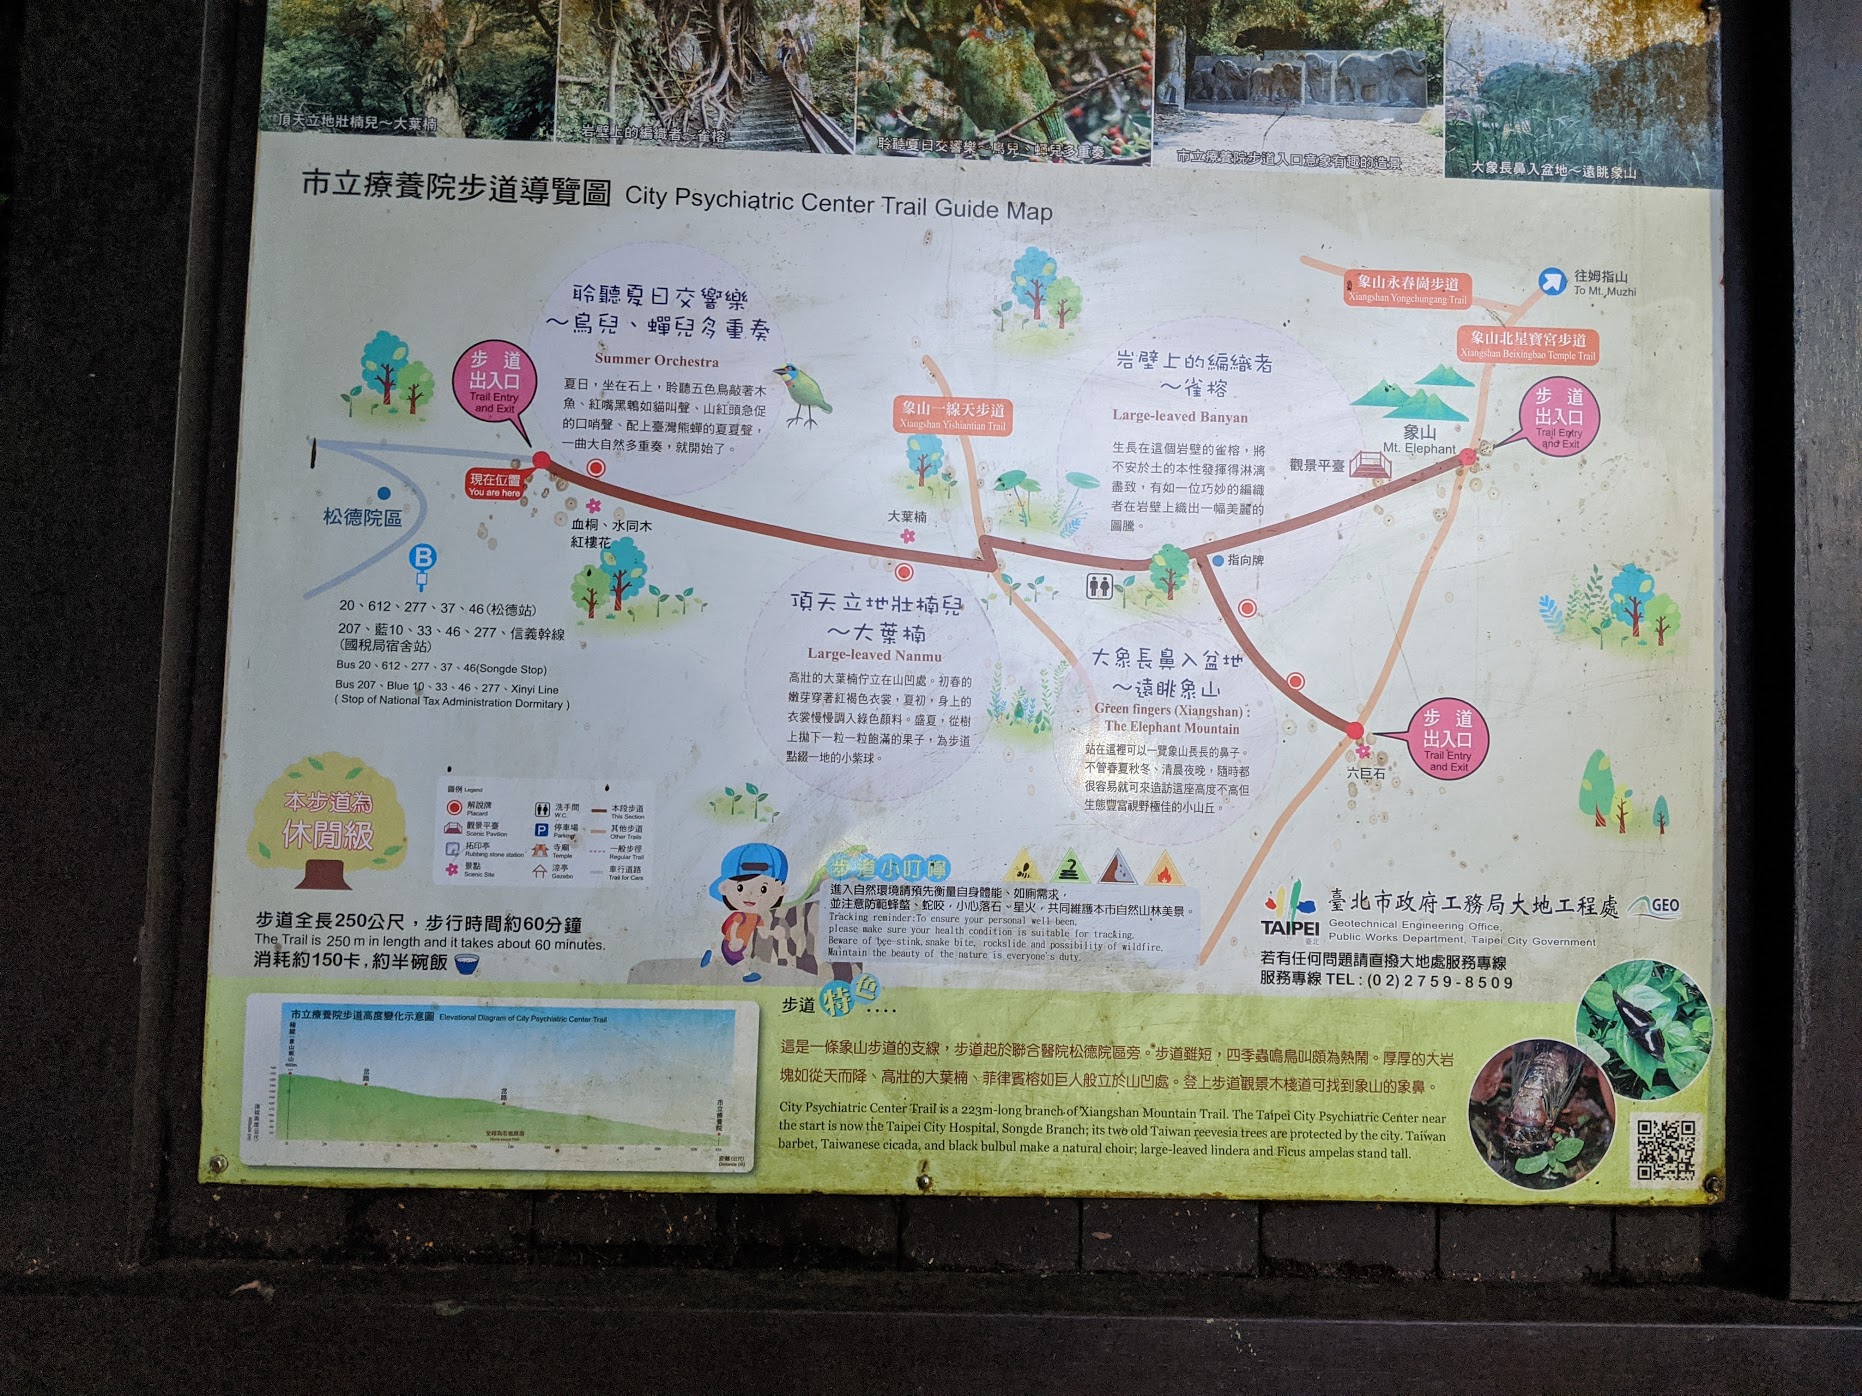 頂天立地壯楠兒～大葉楠
岩壁上的編織者～雀榕
聆聽夏日交響樂～鳥兒、蟬兒多重奏
市立療養院步道入口意象有趣的造景
大象長鼻入盆地～遠眺象山
市立療養院步道導覽圖 City Psychiatric Center Trail Guide Map
聆聽夏日交響樂
～鳥兒、蟬兒多重奏
Summer Orchestra
夏日，坐在石上，聆聽五色鳥敲著木
魚、紅嘴黑鵯如貓叫聲、山紅頭急促
的口哨聲、配上臺灣熊蟬的夏夏聲，
一曲大自然多重奏，就開始了。
步 道
出入口
Trail Entry
and Exit
現在位置
You are here
松德院區
血桐、水同木
紅樓花
B
20、612、277、37、46(松德站)
207、藍10、33、46、277、信義幹線
(國稅局宿舍站)
Bus 20、612、277、37、46(Songde Stop)
Bus 207、Blue 10、33、46、277、Xinyi Line
( Stop of National Tax Administration Dormitary )
象山一線天步道
Xiangshan Yishiantian Trail
大葉楠
頂天立地壯楠兒
～大葉楠
Large-leaved Nanmu
高壯的大葉楠佇立在山凹處。初春的
嫩芽穿著紅褐色衣裳，夏初，身上的
衣裳慢慢調入綠色顏料。盛夏，從樹
上拋下一粒一粒飽滿的果子，為步道
點綴一地的小紫球。
岩壁上的編織者
～雀榕
Large-leaved Banyan
生長在這個岩壁的雀榕，將
不安於土的本性發揮得淋漓
盡致，有如一位巧妙的編織
者在岩壁上織出一幅美麗的
圖騰。
象山永春崗步道
Xiangshan Yongchungang Trail
往拇指山
To Mt. Muzhi
象山北星寶宮步道
Xiangshan Beixingbao Temple Trail
象山
Mt. Elephant
觀景平臺
步 道
出入口
Trail Entry
and Exit
指向牌
大象長鼻入盆地
～遠眺象山
Green fingers (Xiangshan) :
The Elephant Mountain
站在這裡可以一覽象山長長的鼻子。
不管春夏秋冬、清晨夜晚，隨時都
很容易就可來造訪這座高度不高但
生態豐富視野極佳的小山丘。
步 道
出入口
Trail Entry
and Exit
六巨石
本步道為
休閒級
圖例 Legend
解說牌
Placard
觀景平臺
Scenic Pavilion
拓印亭
Rubbing stone station
景點
Scenic Site
洗手間
W.C.
P
停車場
Parking
寺廟
Temple
涼亭
Gazebo
本段步道
This Section
其他步道
Other Trails
一般步徑
Regular Trail
車行道路
Trail for Cars
步道全長250公尺，步行時間約60分鐘
The Trail is 250 m in length and it takes about 60 minutes.
消耗約150卡，約半碗飯
步道小叮嚀
進入自然環境請預先衡量自身體能、如廁需求，
並注意防範蜂螫、蛇咬，小心落石、星火，共同維護本市自然山林美景。
Tracking reminder:To ensure your personal well been,
please make sure your health condition is suitable for tracking.
Beware of bee-stink,snake bite, rockslide and possibility of wildfire.
Maintain the beauty of the nature is everyone's duty.
TAIPEI
臺北
臺北市政府工務局大地工程處
GEO
Geotechnical Engineering Office,
Public Works Department, Taipei City Government
若有任何問題請直撥大地處服務專線
服務專線 TEL : (0 2) 2 7 5 9 - 8 5 0 9
市立療養院步道高度變化示意圖 Elevational Diagram of City Psychiatric Center Trail
岔路
岔路
市立療養院
距離(公尺)
Distance (m)
步道特色....
這是一條象山步道的支線，步道起於聯合醫院松德院區旁。步道雖短，四季蟲鳴鳥叫頗為熱鬧。厚厚的大岩
塊如從天而降、高壯的大葉楠、菲律賓榕如巨人般立於山凹處。登上步道觀景木棧道可找到象山的象鼻。
City Psychiatric Center Trail is a 223m-long branch of Xiangshan Mountain Trail. The Taipei City Psychiatric Center near
the start is now the Taipei City Hospital, Songde Branch; its two old Taiwan reevesia trees are protected by the city. Taiwan
barbet, Taiwanese cicada, and black bulbul make a natural choir; large-leaved lindera and Ficus ampelas stand tall.